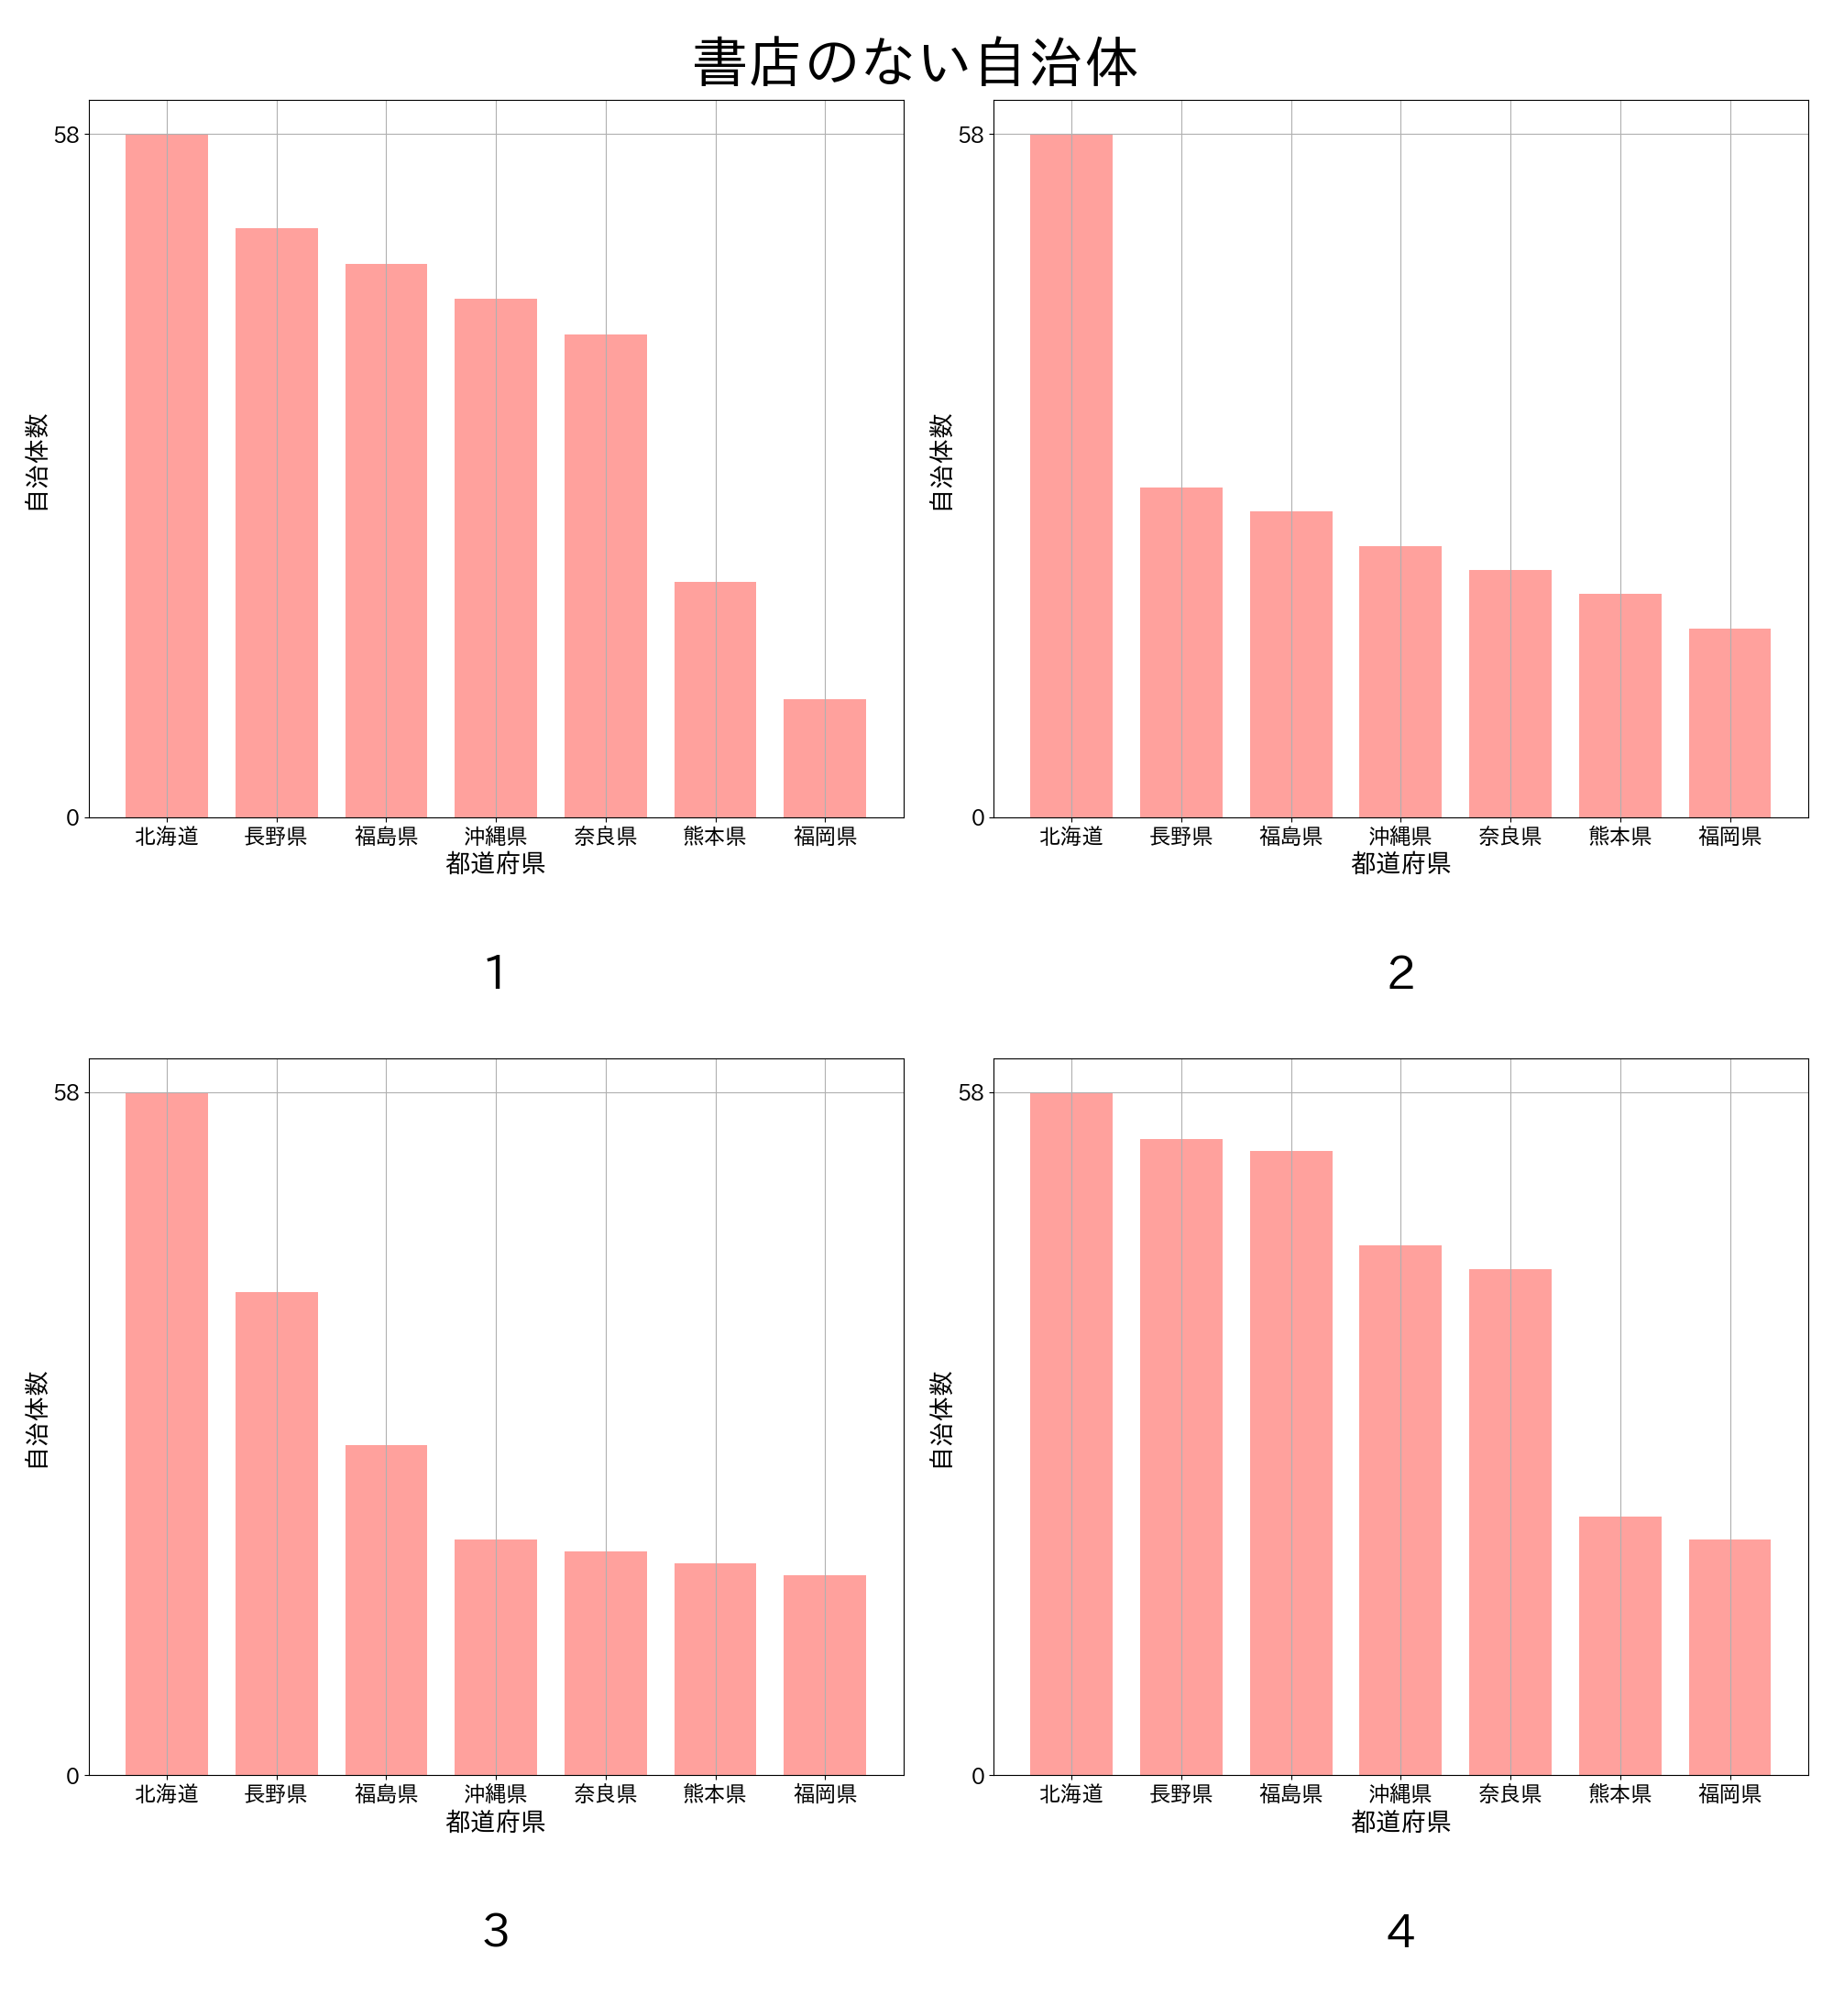 書店のない自治体
58
0
自治体数
北海道 長野県 福島県 沖縄県 奈良県 熊本県 福岡県
都道府県
1
58
0
自治体数
北海道 長野県 福島県 沖縄県 奈良県 熊本県 福岡県
都道府県
2
58
0
自治体数
北海道 長野県 福島県 沖縄県 奈良県 熊本県 福岡県
都道府県
3
58
0
自治体数
北海道 長野県 福島県 沖縄県 奈良県 熊本県 福岡県
都道府県
4